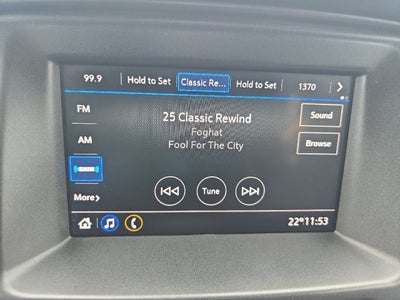 99.9 Hold to Set Classic Re... Hold to Set 1370
FM
25 Classic Rewind
Sound
Foghat
AM
Fool For The City
Browse
More
Tune
22° 11:53